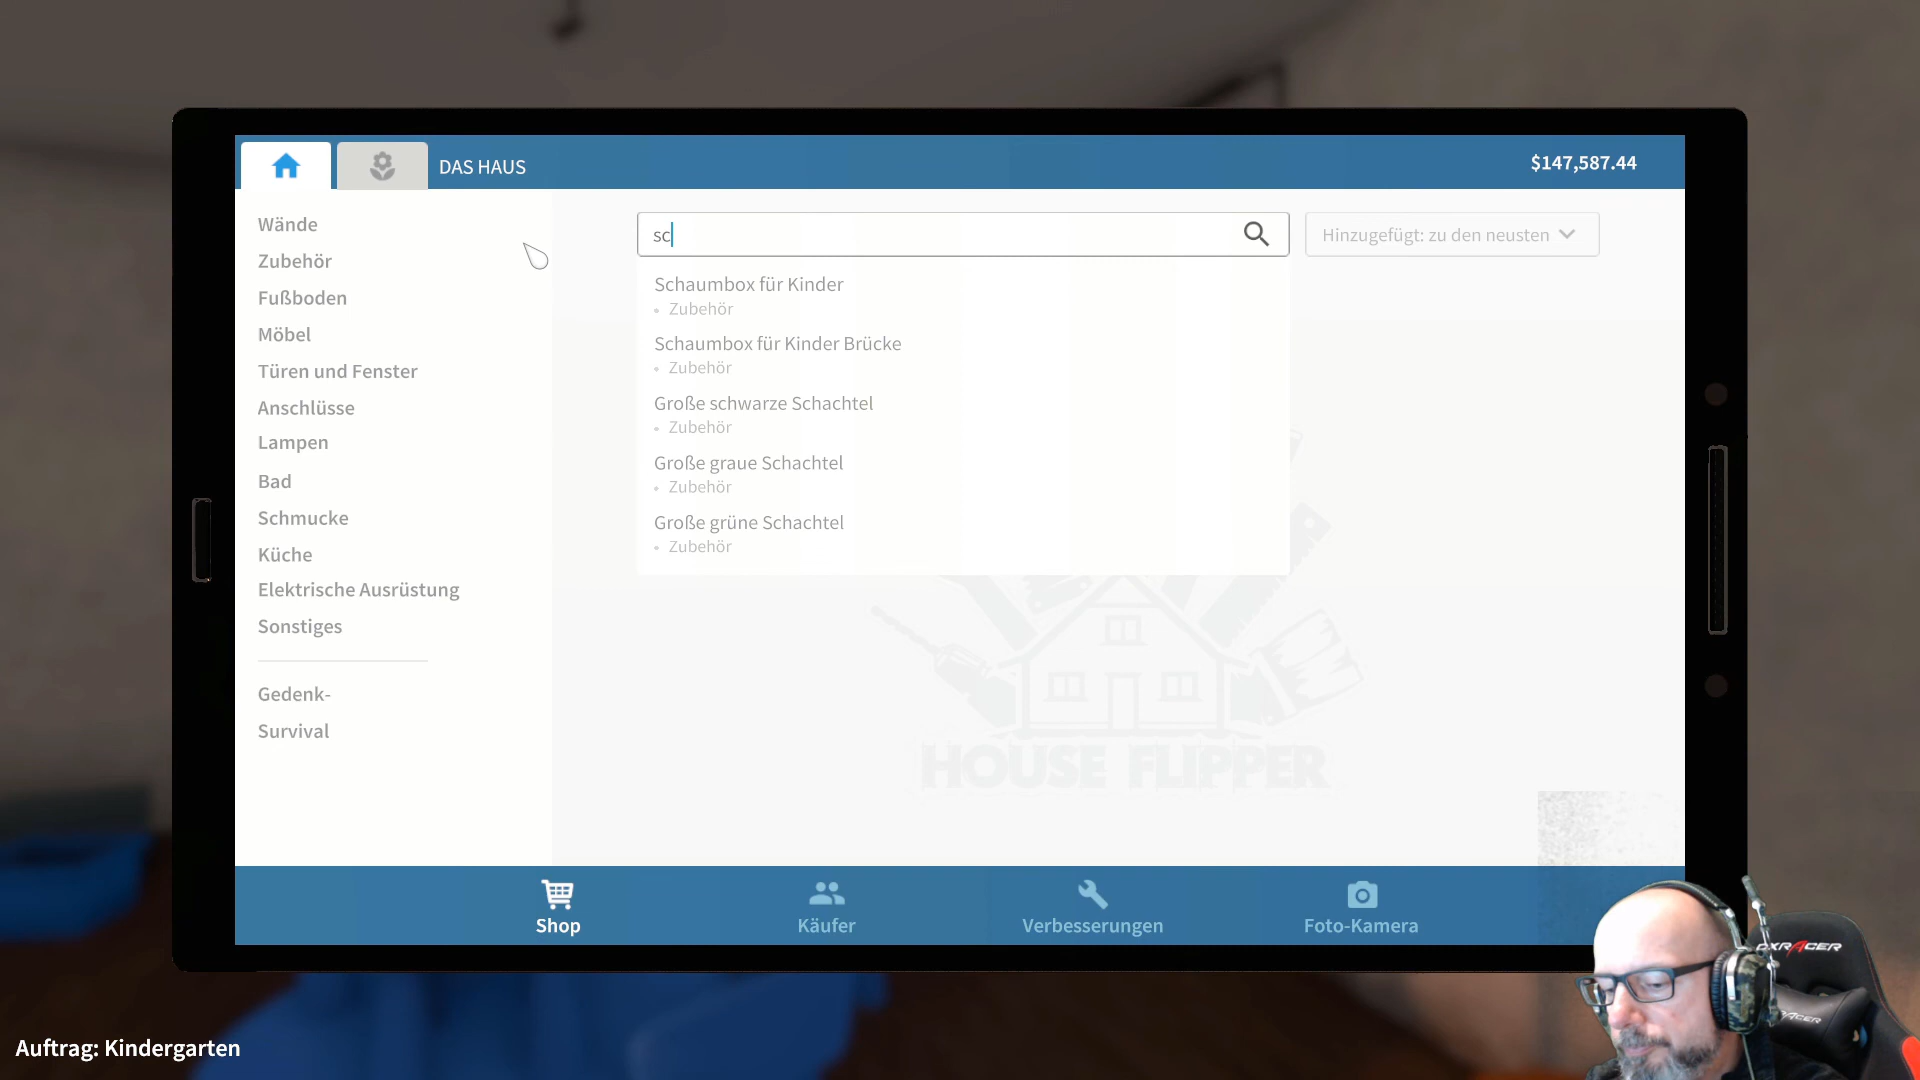 DAS HAUS
$147,587.44
Wände
Zubehör
Fußboden
Möbel
Türen und Fenster
Anschlüsse
Lampen
Bad
Schmucke
Küche
Elektrische Ausrüstung
Sonstiges
Gedenk-
Survival
sc
Hinzugefügt: zu den neusten
Schaumbox für Kinder
• Zubehör
Schaumbox für Kinder Brücke
• Zubehör
Große schwarze Schachtel
• Zubehör
Große graue Schachtel
• Zubehör
Große grüne Schachtel
• Zubehör
HOUSE FLIPPER
Shop
Käufer
Verbesserungen
Foto-Kamera
Auftrag: Kindergarten
DXRACER